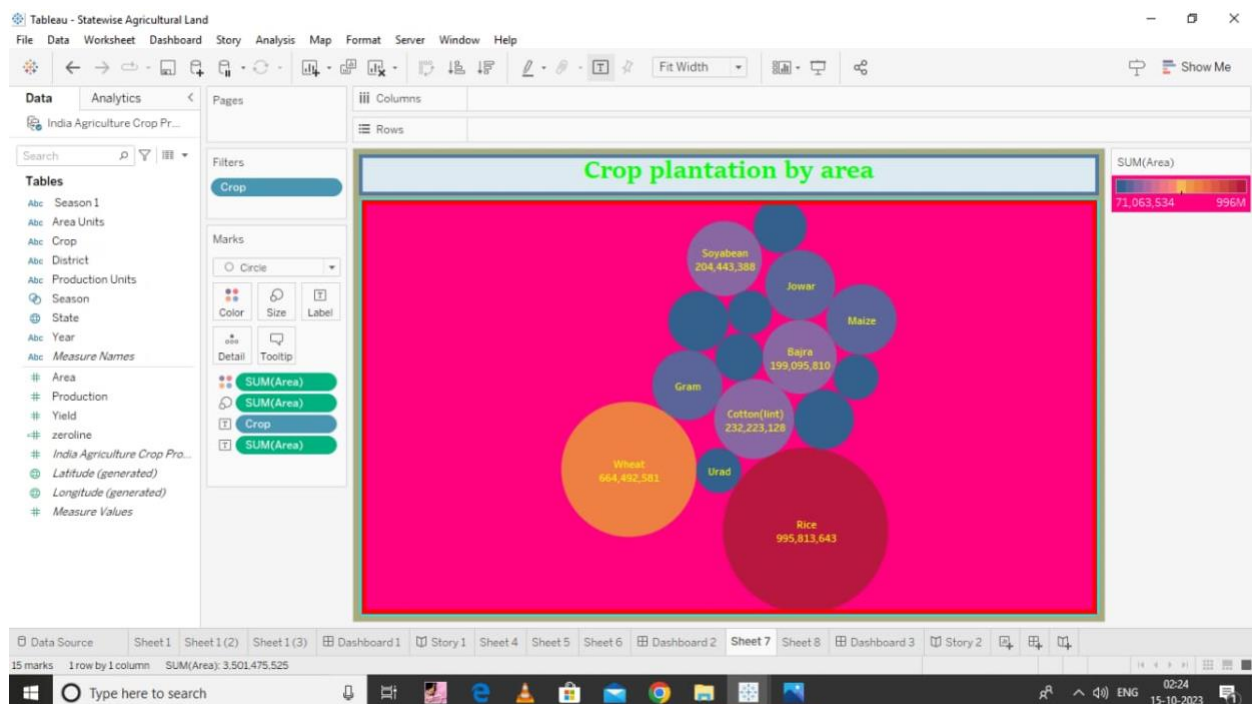 Tableau - Statewise Agricultural Land
File Data Worksheet Dashboard Story Analysis Map Format Server Window Help
Fit Width
Show Me
Data Analytics
India Agriculture Crop Pr...
Search
Tables
Abc Season 1
Abc Area Units
Abc Crop
Abc District
Abc Production Units
Season
State
Abc Year
Abc Measure Names
# Area
# Production
# Yield
=# zeroline
# India Agriculture Crop Pro...
Latitude (generated)
Longitude (generated)
# Measure Values
Pages
Filters
Crop
Marks
Circle
Color Size Label
Detail Tooltip
SUM(Area)
SUM(Area)
Crop
SUM(Area)
Columns
Rows
Crop plantation by area
Soyabean
204,443,388
Jowar
Maize
Bajra
199,095,810
Gram
Cotton(lint)
232,223,128
Wheat
664,492,581
Urad
Rice
995,813,643
SUM(Area)
71,063,534 996M
Data Source Sheet 1 Sheet 1 (2) Sheet 1 (3) Dashboard 1 Story 1 Sheet 4 Sheet 5 Sheet 6 Dashboard 2 Sheet 7 Sheet 8 Dashboard 3 Story 2
15 marks 1 row by 1 column SUM(Area): 3,501,475,525
Type here to search
ENG
02:24
15-10-2023